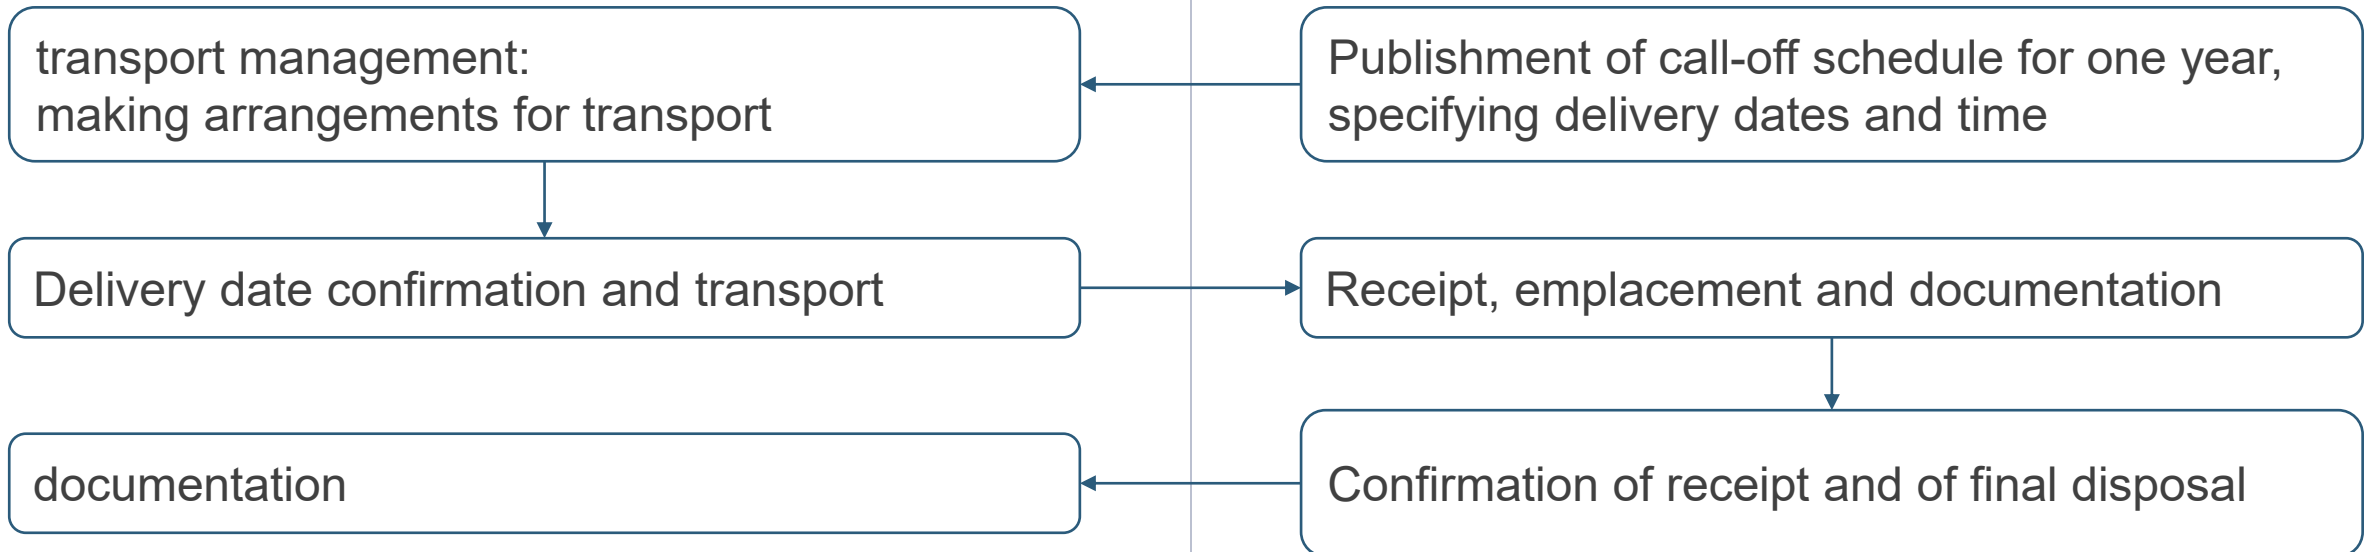 transport management:
making arrangements for transport
Publishment of call-off schedule for one year,
specifying delivery dates and time
Delivery date confirmation and transport
Receipt, emplacement and documentation
documentation
Confirmation of receipt and of final disposal